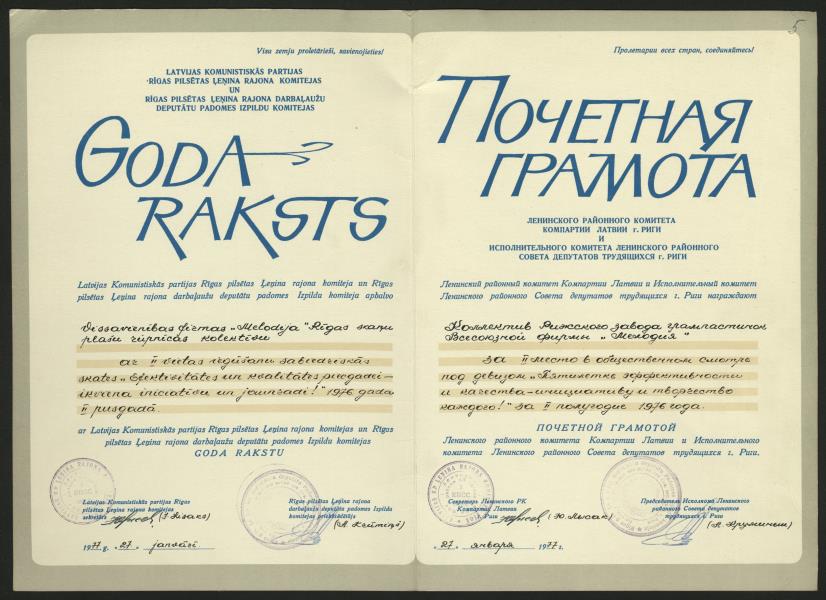 5
Visu zemju proletārieši, savienojieties!
LATVIJAS KOMUNISTISKĀS PARTIJAS
RĪGAS PILSĒTAS ĻEŅINA RAJONA KOMITEJAS
UN
RĪGAS PILSĒTAS ĻEŅINA RAJONA DARBAĻAUŽU
DEPUTĀTU PADOMES IZPILDU KOMITEJAS
GODA
RAKSTS
Latvijas Komunistiskās partijas Rīgas pilsētas Ļeņina rajona komiteja un Rīgas
pilsētas Ļeņina rajona darbaļaužu deputātu padomes Izpildu komiteja apbalvo
Vissavienības firmas „Melodija" Rīgas skaņu
plašu rūpnīcas kolektīvu
ar II vietas iegūšanu sabiedriskās
skatēs „Efektivitātes un kvalitātes piecgadei –
ikviena iniciatīvu un jaunradi!" 1976 gada
II pusgadā.
ar Latvijas Komunistiskās partijas Rīgas pilsētas Ļeņina rajona komitejas un Rīgas
pilsētas Ļeņina rajona darbaļaužu deputātu padomes Izpildu komitejas
GODA RAKSTU
Latvijas Komunistiskās partijas Rīgas
pilsētas Ļeņina rajona komitejas
sekretārs
Rīgas pilsētas Ļeņina rajona
darbaļaužu deputātu padomes Izpildu
komitejas priekšsēdētājs
1977. g. „27." janvārī
Пролетарии всех стран, соединяйтесь!
ПОЧЕТНАЯ
ГРАМОТА
ЛЕНИНСКОГО РАЙОННОГО КОМИТЕТА
КОМПАРТИИ ЛАТВИИ г. РИГИ
И
ИСПОЛНИТЕЛЬНОГО КОМИТЕТА ЛЕНИНСКОГО РАЙОННОГО
СОВЕТА ДЕПУТАТОВ ТРУДЯЩИХСЯ г. РИГИ
Ленинский районный комитет Компартии Латвии и Исполнительный комитет
Ленинского районного Совета депутатов трудящихся г. Риги награждают
Коллектив Рижского завода грампластинок
Всесоюзной фирмы „Мелодия"
за II место в общественном смотре
под девизом „Пятилетке эффективности
и качества-инициативу и творчество
каждого!" за II полугодие 1976 года.
ПОЧЕТНОЙ ГРАМОТОЙ
Ленинского районного комитета Компартии Латвии и Исполнительного
комитета Ленинского районного Совета депутатов трудящихся г. Риги.
Секретарь Ленинского РК
Компартии Латвии
г. Риги (Ю. Лысак)
Председатель Исполкома Ленинского
районного Совета депутатов
трудящихся г. Риги
(А. Круминьш)
„27" января 1977 г.